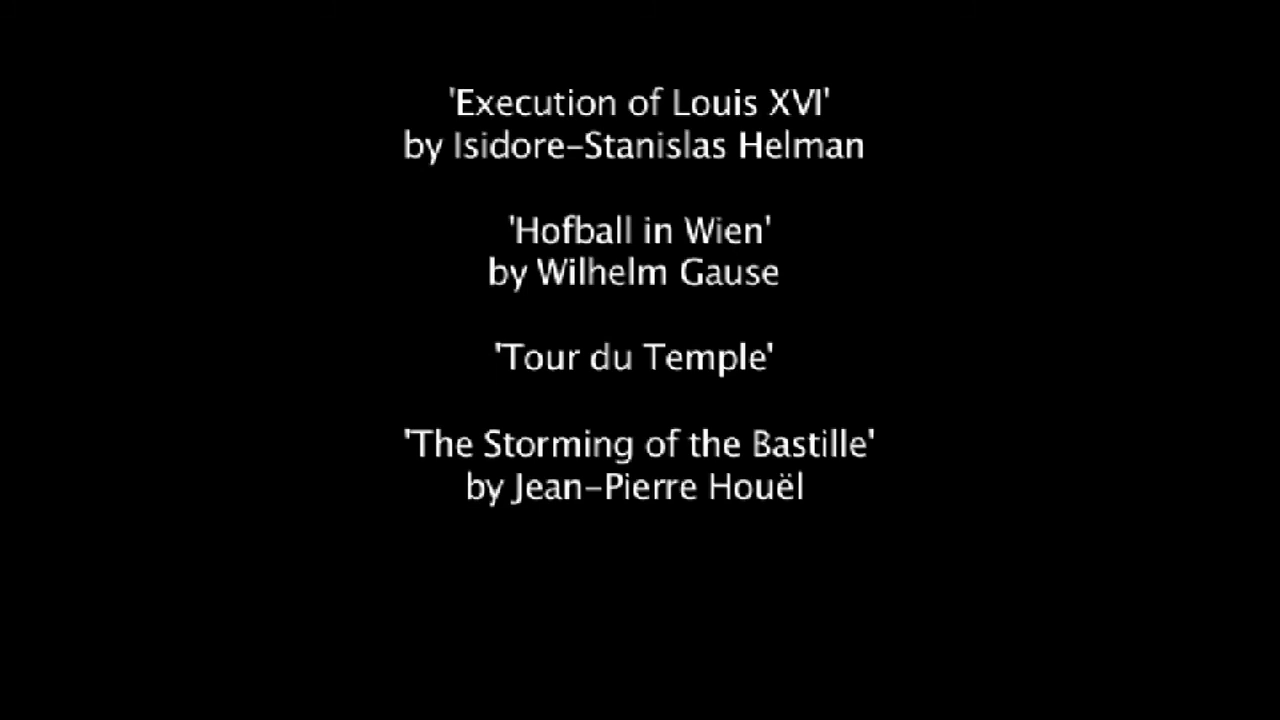 'Execution of Louis XVI'
by Isidore-Stanislas Helman
'Hofball in Wien'
by Wilhelm Gause
'Tour du Temple'
'The Storming of the Bastille'
by Jean-Pierre Houël